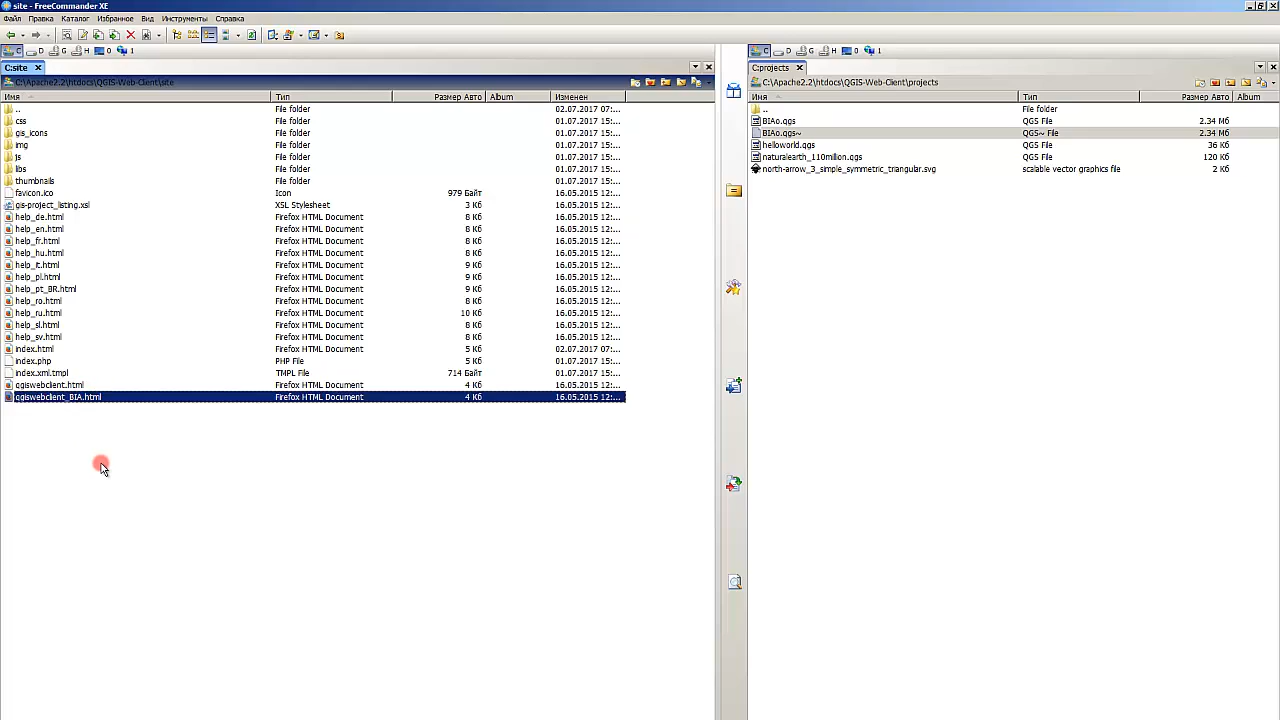 site - FreeCommander XE
Файл Правка Каталог Избранное Вид Инструменты Справка
C D G H 0 1
C:site
C:\Apache2.2\htdocs\QGIS-Web-Client\site
Имя Тип Размер Авто Album Изменен
.. File folder 02.07.2017 07:...
css File folder 01.07.2017 15:...
gis_icons File folder 01.07.2017 15:...
img File folder 01.07.2017 15:...
js File folder 01.07.2017 15:...
libs File folder 01.07.2017 15:...
thumbnails File folder 01.07.2017 15:...
favicon.ico Icon 979 Байт 01.07.2017 15:...
gis-project_listing.xsl XSL Stylesheet 3 Кб 16.05.2015 12:...
help_de.html Firefox HTML Document 8 Кб 16.05.2015 12:...
help_en.html Firefox HTML Document 8 Кб 16.05.2015 12:...
help_fr.html Firefox HTML Document 8 Кб 16.05.2015 12:...
help_hu.html Firefox HTML Document 8 Кб 16.05.2015 12:...
help_it.html Firefox HTML Document 9 Кб 16.05.2015 12:...
help_pl.html Firefox HTML Document 9 Кб 16.05.2015 12:...
help_pt_BR.html Firefox HTML Document 9 Кб 16.05.2015 12:...
help_ro.html Firefox HTML Document 8 Кб 16.05.2015 12:...
help_ru.html Firefox HTML Document 10 Кб 16.05.2015 12:...
help_sl.html Firefox HTML Document 8 Кб 16.05.2015 12:...
help_sv.html Firefox HTML Document 8 Кб 16.05.2015 12:...
index.html Firefox HTML Document 5 Кб 02.07.2017 07:...
index.php PHP File 5 Кб 01.07.2017 15:...
index.xml.tmpl TMPL File 714 Байт 01.07.2017 15:...
qgiswebclient.html Firefox HTML Document 4 Кб 16.05.2015 12:...
qgiswebclient_BIA.html Firefox HTML Document 4 Кб 16.05.2015 12:...
C D G H 0 1
C:projects
C:\Apache2.2\htdocs\QGIS-Web-Client\projects
Имя Тип Размер Авто Album
.. File folder
BIAo.qgs QGS File 2.34 Мб
BIAo.qgs~ QGS~ File 2.34 Мб
helloworld.qgs QGS File 36 Кб
naturalearth_110million.qgs QGS File 120 Кб
north-arrow_3_simple_symmetric_triangular.svg scalable vector graphics file 2 Кб